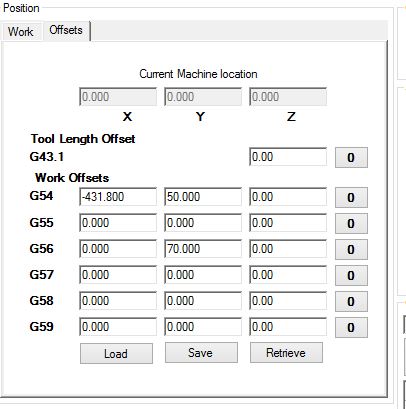 Position
Work Offsets
Current Machine location
0.000 0.000 0.000
X Y Z
Tool Length Offset
G43.1 0.00 0
Work Offsets
G54 -431.800 50.000 0.00 0
G55 0.000 0.000 0.00 0
G56 0.000 70.000 0.00 0
G57 0.000 0.000 0.00 0
G58 0.000 0.000 0.00 0
G59 0.000 0.000 0.00 0
Load Save Retrieve